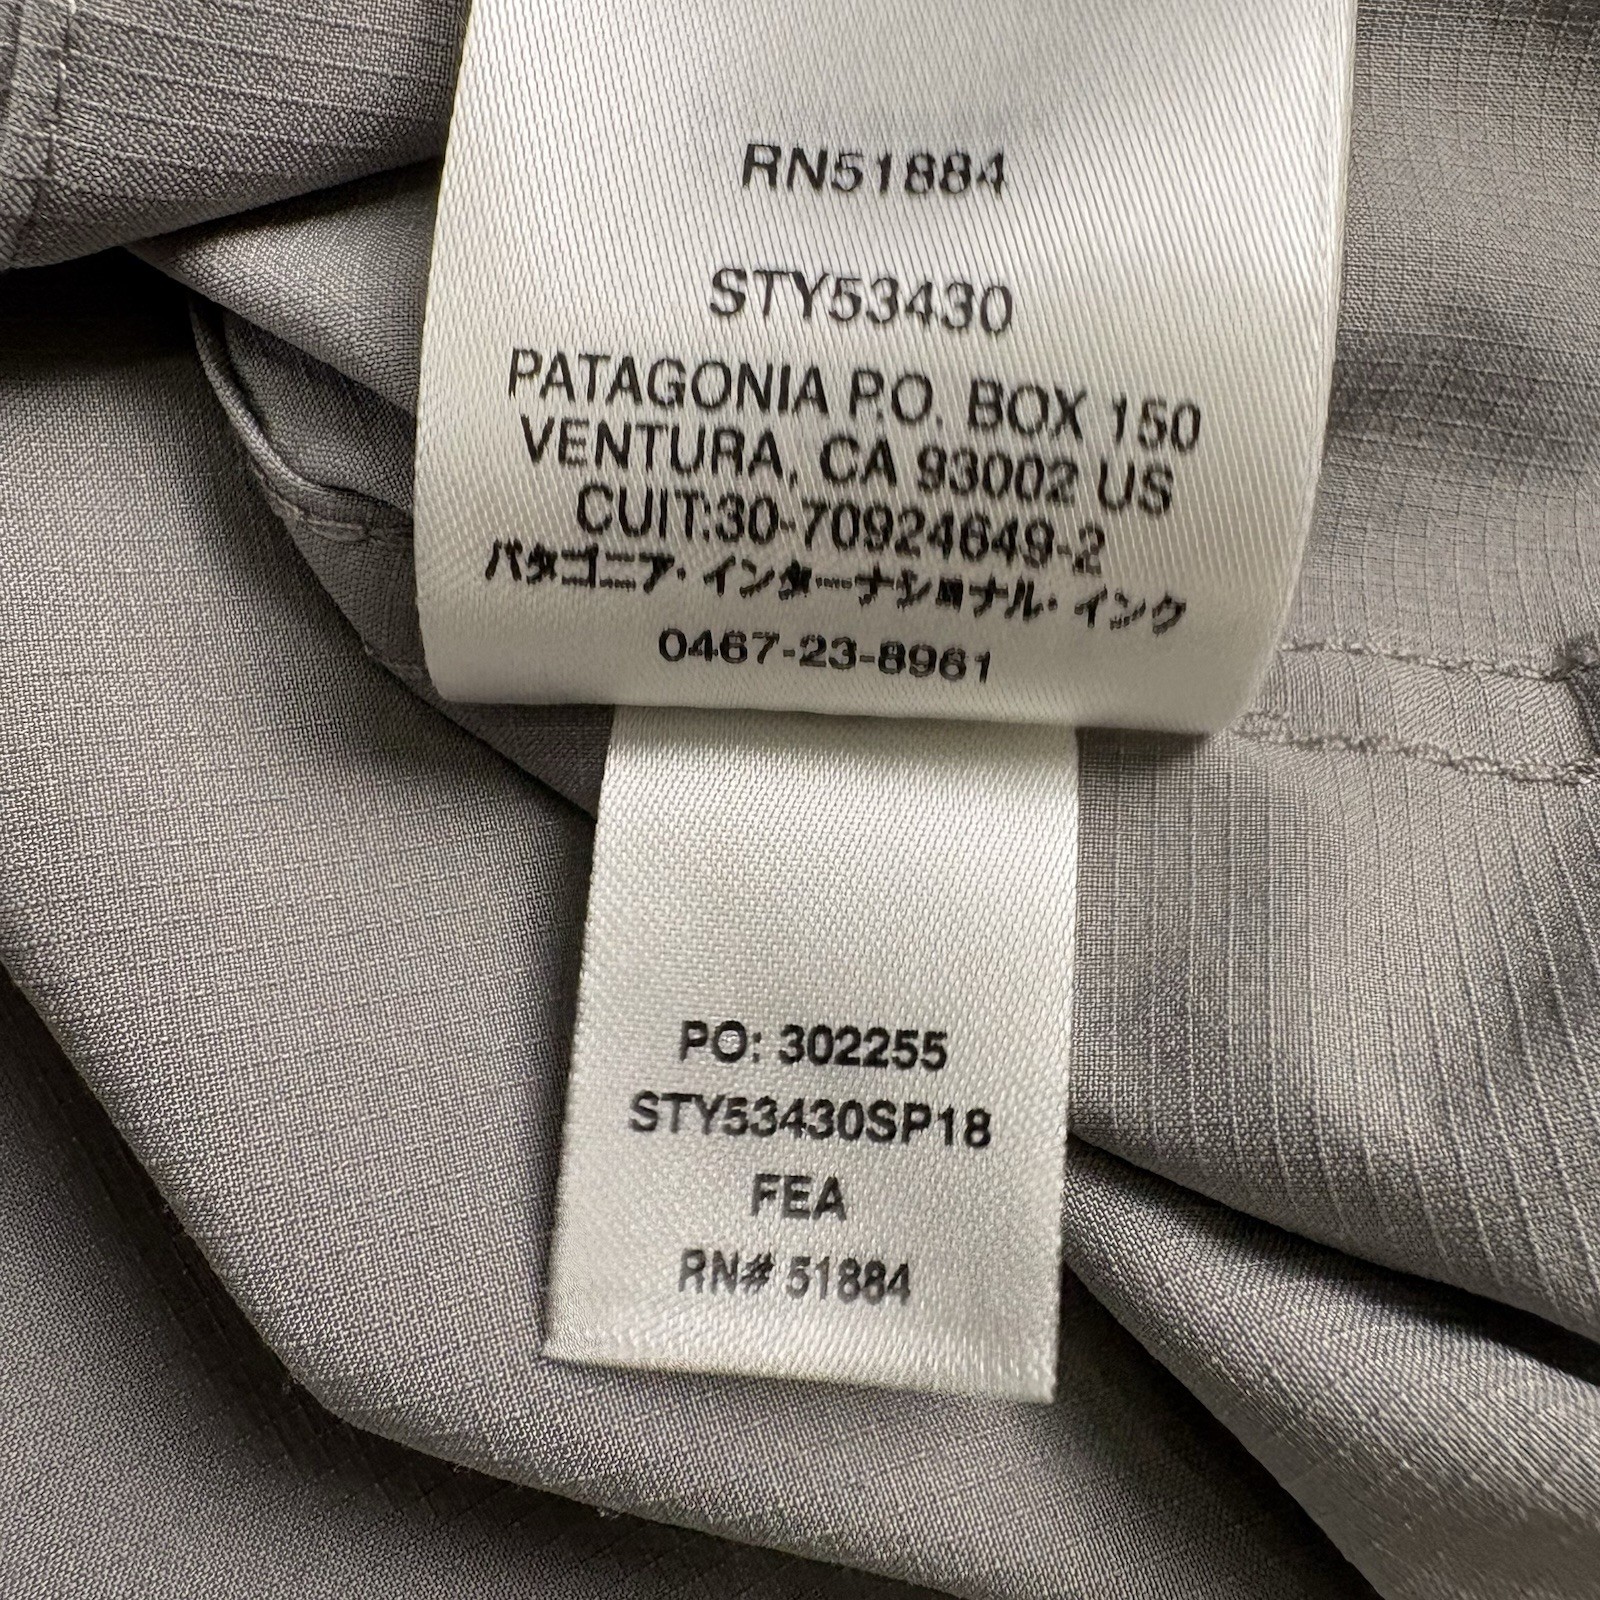 RN51884
STY53430
PATAGONIA P.O. BOX 150
VENTURA, CA 93002 US
CUIT:30-70924649-2
パタゴニア・インターナショナル・インク
0467-23-8961
PO: 302255
STY53430SP18
FEA
RN# 51884